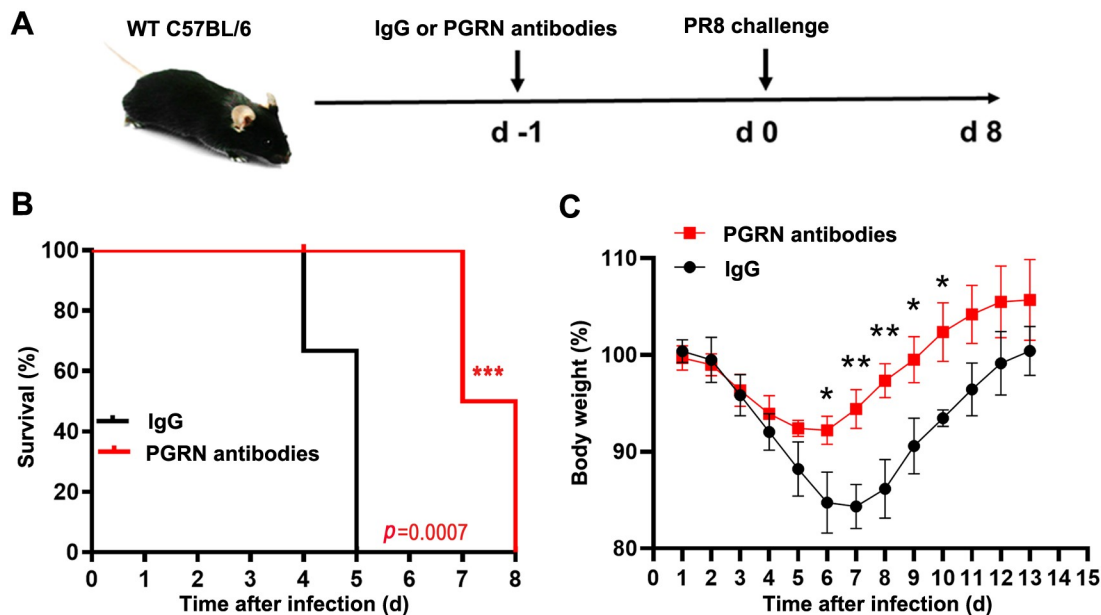 A
WT C57BL/6
IgG or PGRN antibodies
PR8 challenge
d -1
d 0
d 8
B
Survival (%)
100
80
60
40
20
0
***
IgG
PGRN antibodies
p=0.0007
0 1 2 3 4 5 6 7 8
Time after infection (d)
C
PGRN antibodies
IgG
Body weight (%)
110
100
90
80
* ** ** * *
0 1 2 3 4 5 6 7 8 9 10 11 12 13 14 15
Time after infection (d)